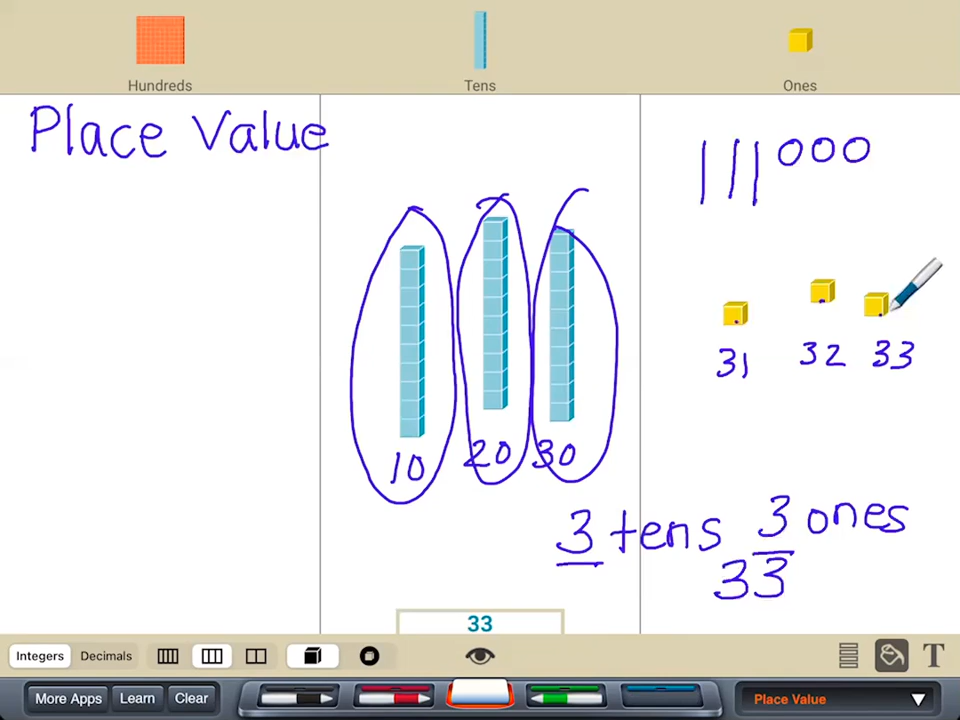 Hundreds Tens Ones
Place Value
111000
31 32 33
10 20 30
3 tens 3 ones
33
33
Integers Decimals T
More Apps Learn Clear Place Value